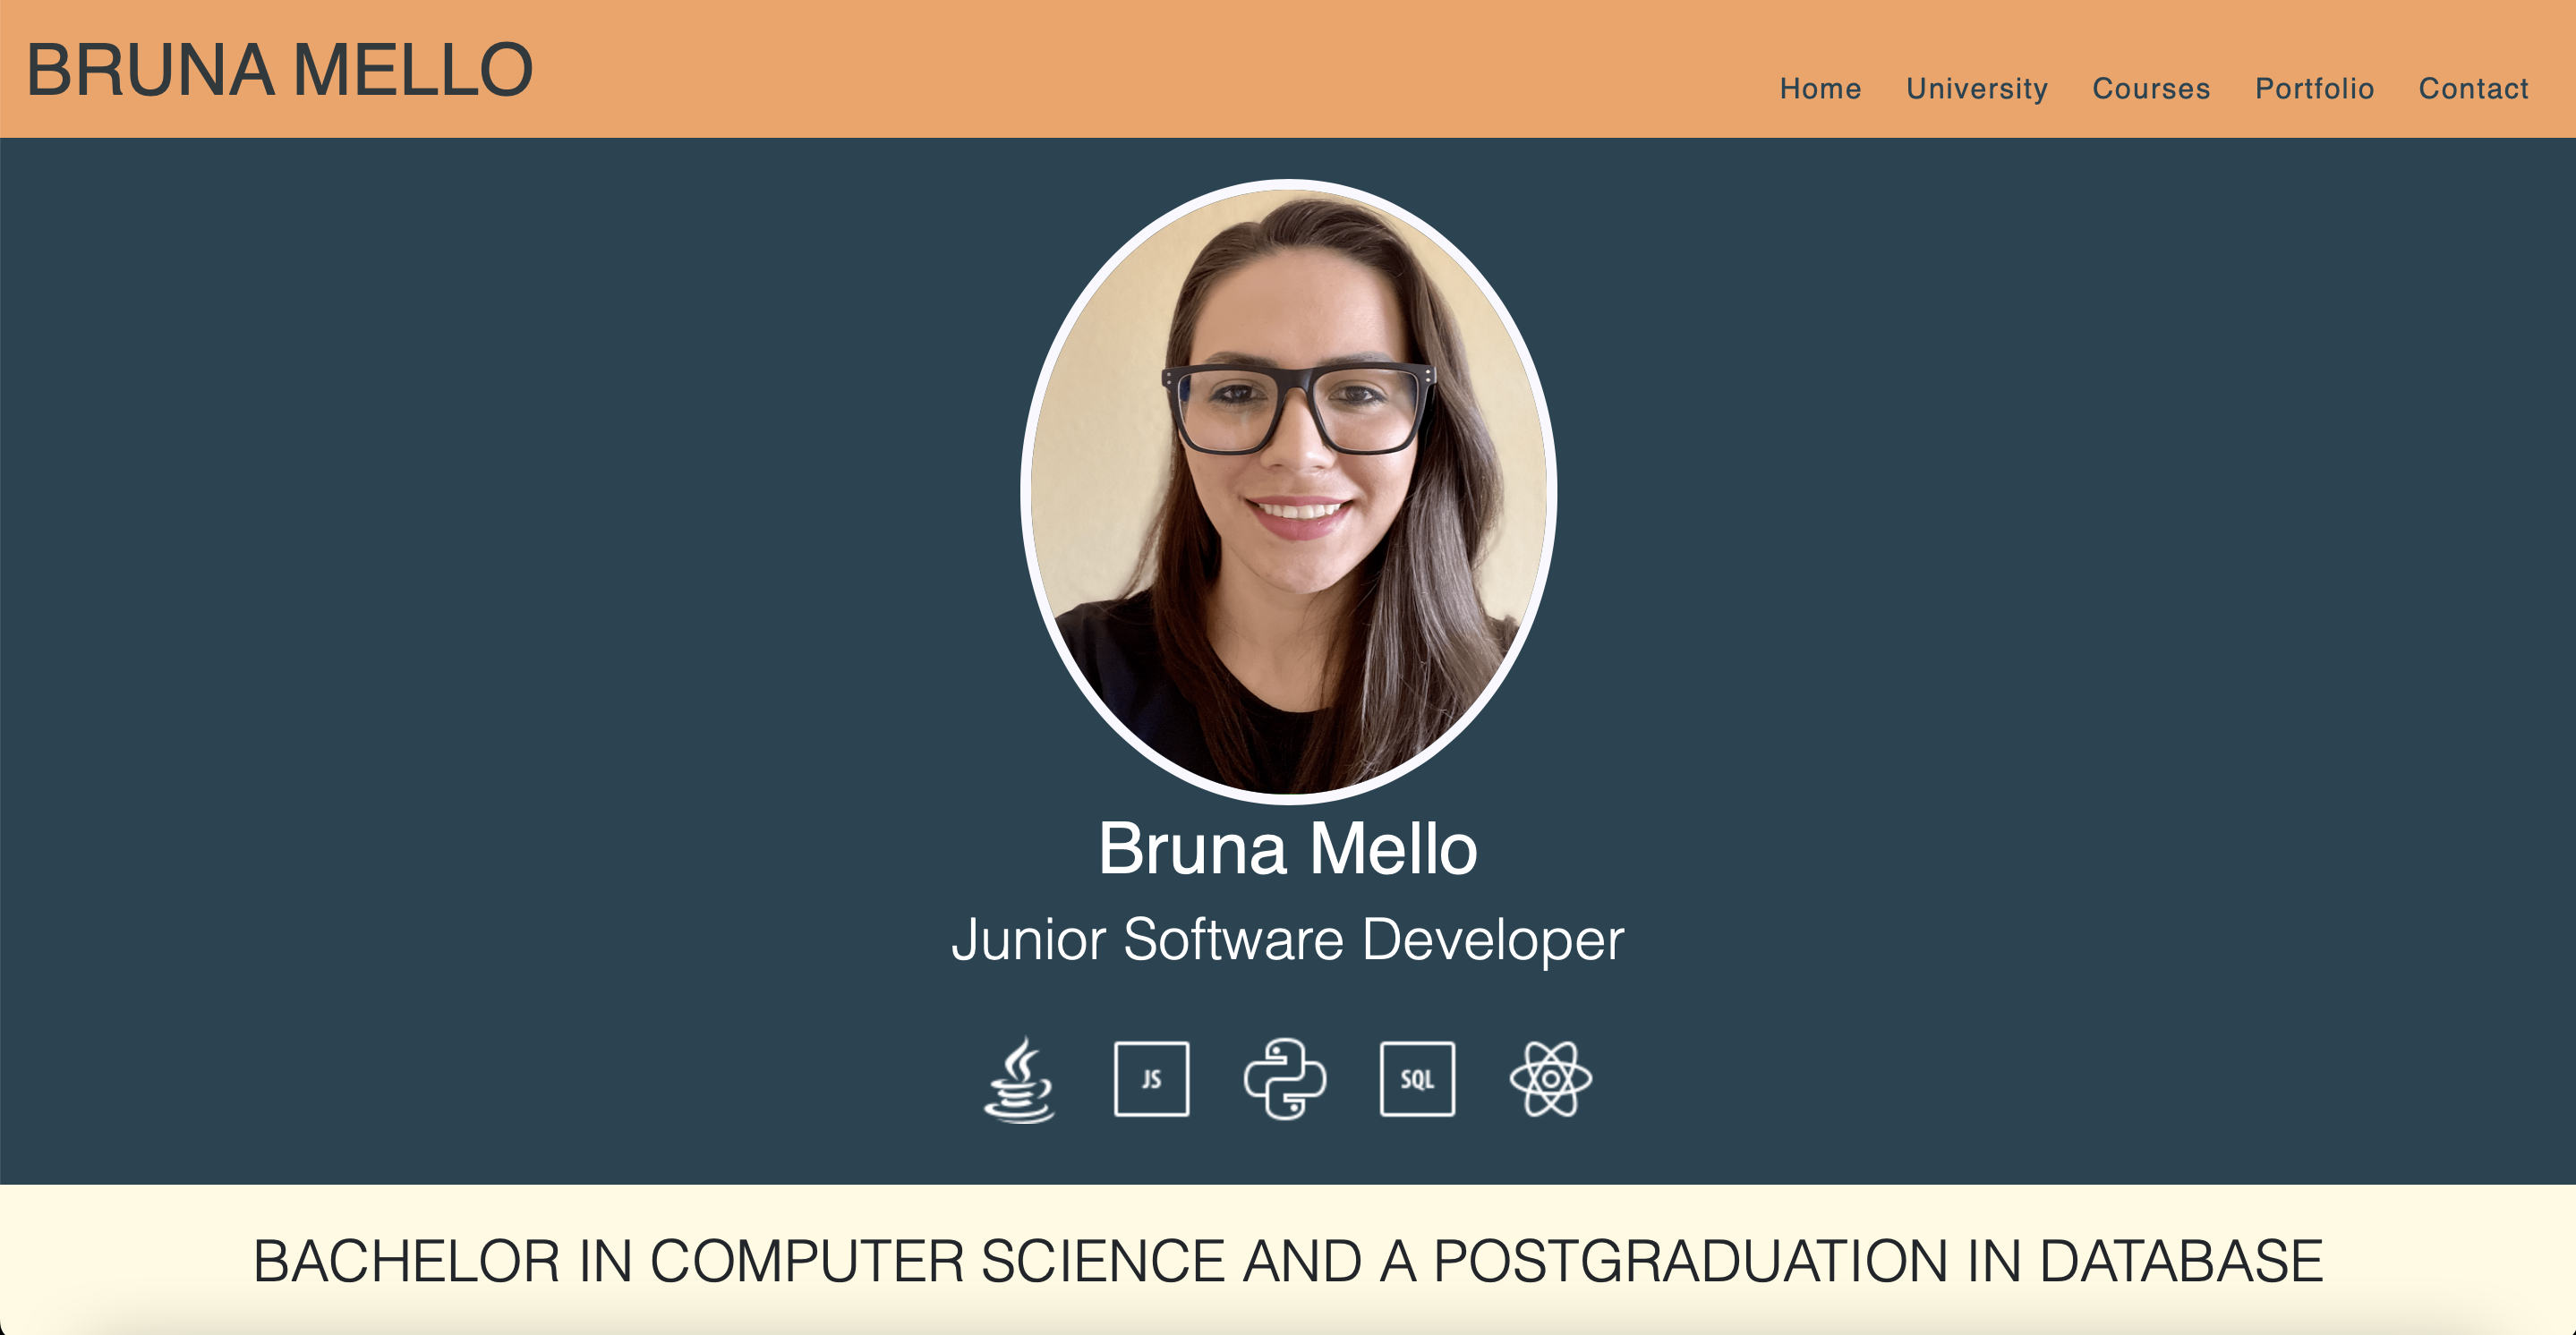 BRUNA MELLO
Home University Courses Portfolio Contact
Bruna Mello
Junior Software Developer
JS SQL
BACHELOR IN COMPUTER SCIENCE AND A POSTGRADUATION IN DATABASE